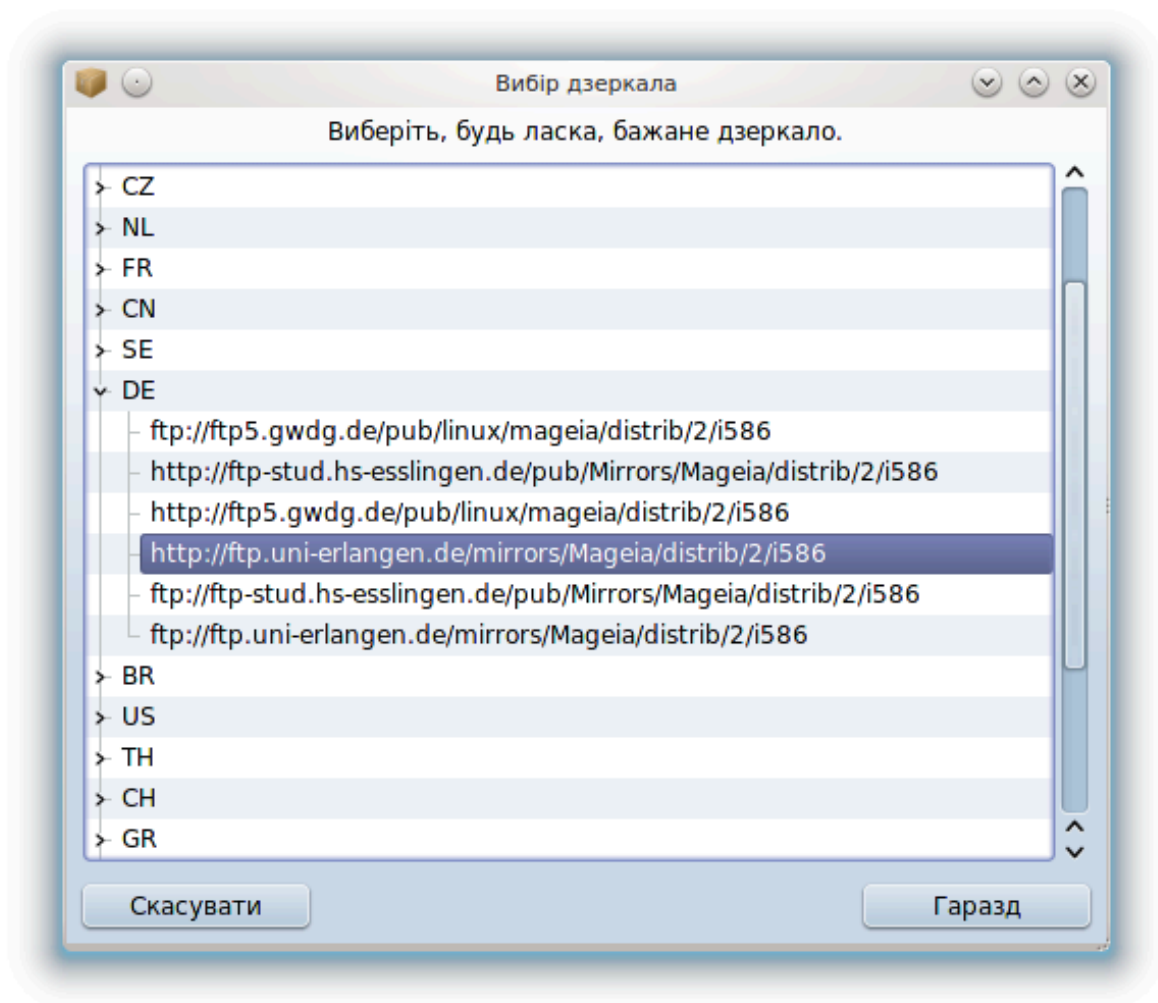 Вибір дзеркала
Виберіть, будь ласка, бажане дзеркало.
CZ
NL
FR
CN
SE
DE
ftp://ftp5.gwdg.de/pub/linux/mageia/distrib/2/i586
http://ftp-stud.hs-esslingen.de/pub/Mirrors/Mageia/distrib/2/i586
http://ftp5.gwdg.de/pub/linux/mageia/distrib/2/i586
http://ftp.uni-erlangen.de/mirrors/Mageia/distrib/2/i586
ftp://ftp-stud.hs-esslingen.de/pub/Mirrors/Mageia/distrib/2/i586
ftp://ftp.uni-erlangen.de/mirrors/Mageia/distrib/2/i586
BR
US
TH
CH
GR
Скасувати Гаразд